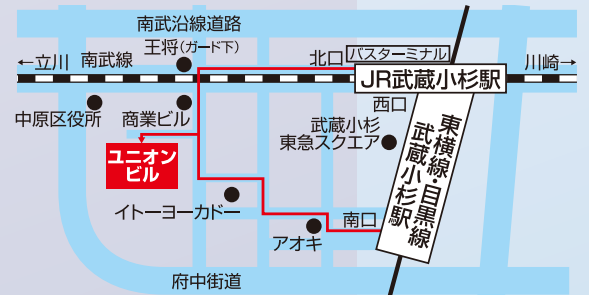 南武沿線道路
王将(ガード下)
←立川
南武線
北口
バスターミナル
川崎→
JR武蔵小杉駅
中原区役所
商業ビル
西口
武蔵小杉
東急スクエア
東横線・目黒線
武蔵小杉駅
ユニオン
ビル
イトーヨーカドー
南口
アオキ
府中街道